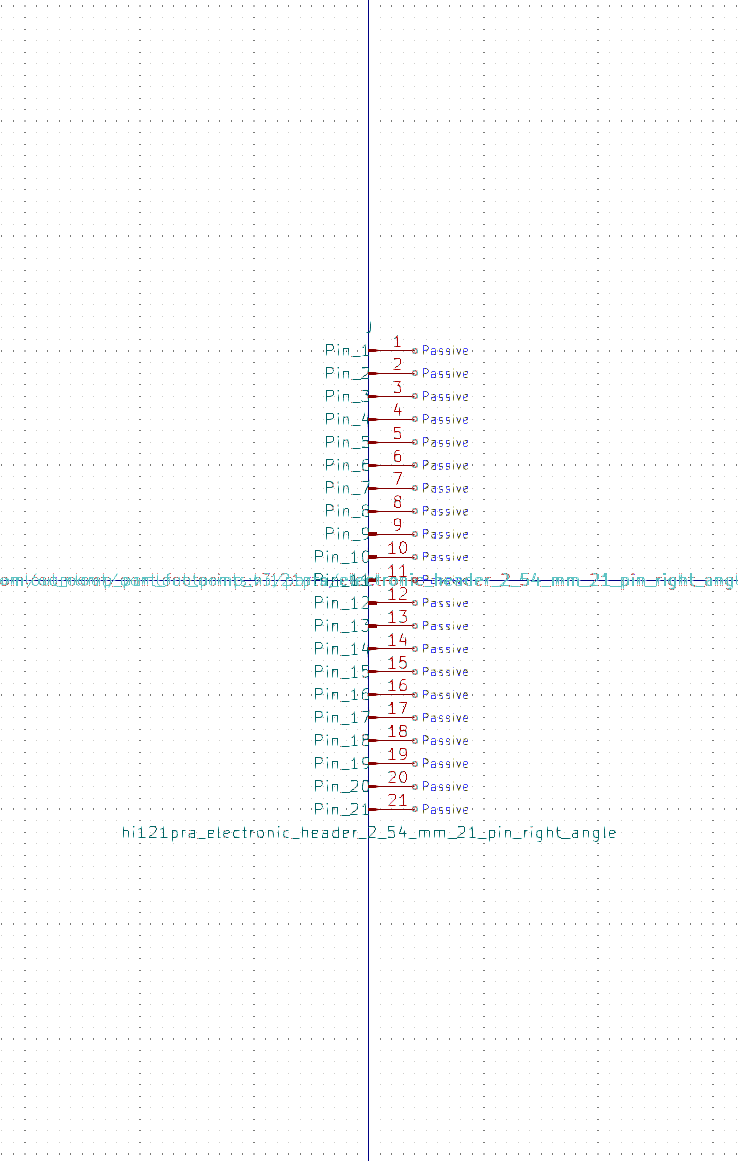 J
1
Pin_1 Passive
2
Pin_2 Passive
3
Pin_3 Passive
4
Pin_4 Passive
5
Pin_5 Passive
6
Pin_6 Passive
7
Pin_7 Passive
8
Pin_8 Passive
9
Pin_9 Passive
10
Pin_10 Passive
11
12
Pin_12 Passive
13
Pin_13 Passive
14
Pin_14 Passive
15
Pin_15 Passive
16
Pin_16 Passive
17
Pin_17 Passive
18
Pin_18 Passive
19
Pin_19 Passive
20
Pin_20 Passive
21
Pin_21 Passive
hi121pra_electronic_header_2_54_mm_21_pin_right_angle